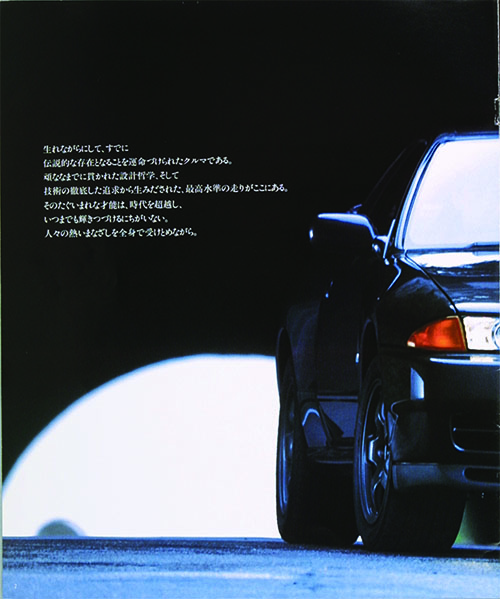 生れながらにして、すでに
伝説的な存在となることを運命づけられたクルマである。
頑ななまでに貫かれた設計哲学、そして
技術の徹底した追求から生みだされた、最高水準の走りがここにある。
そのたぐいまれな才能は、時代を超越し、
いつまでも輝きつづけるにちがいない。
人々の熱いまなざしを全身で受けとめながら。